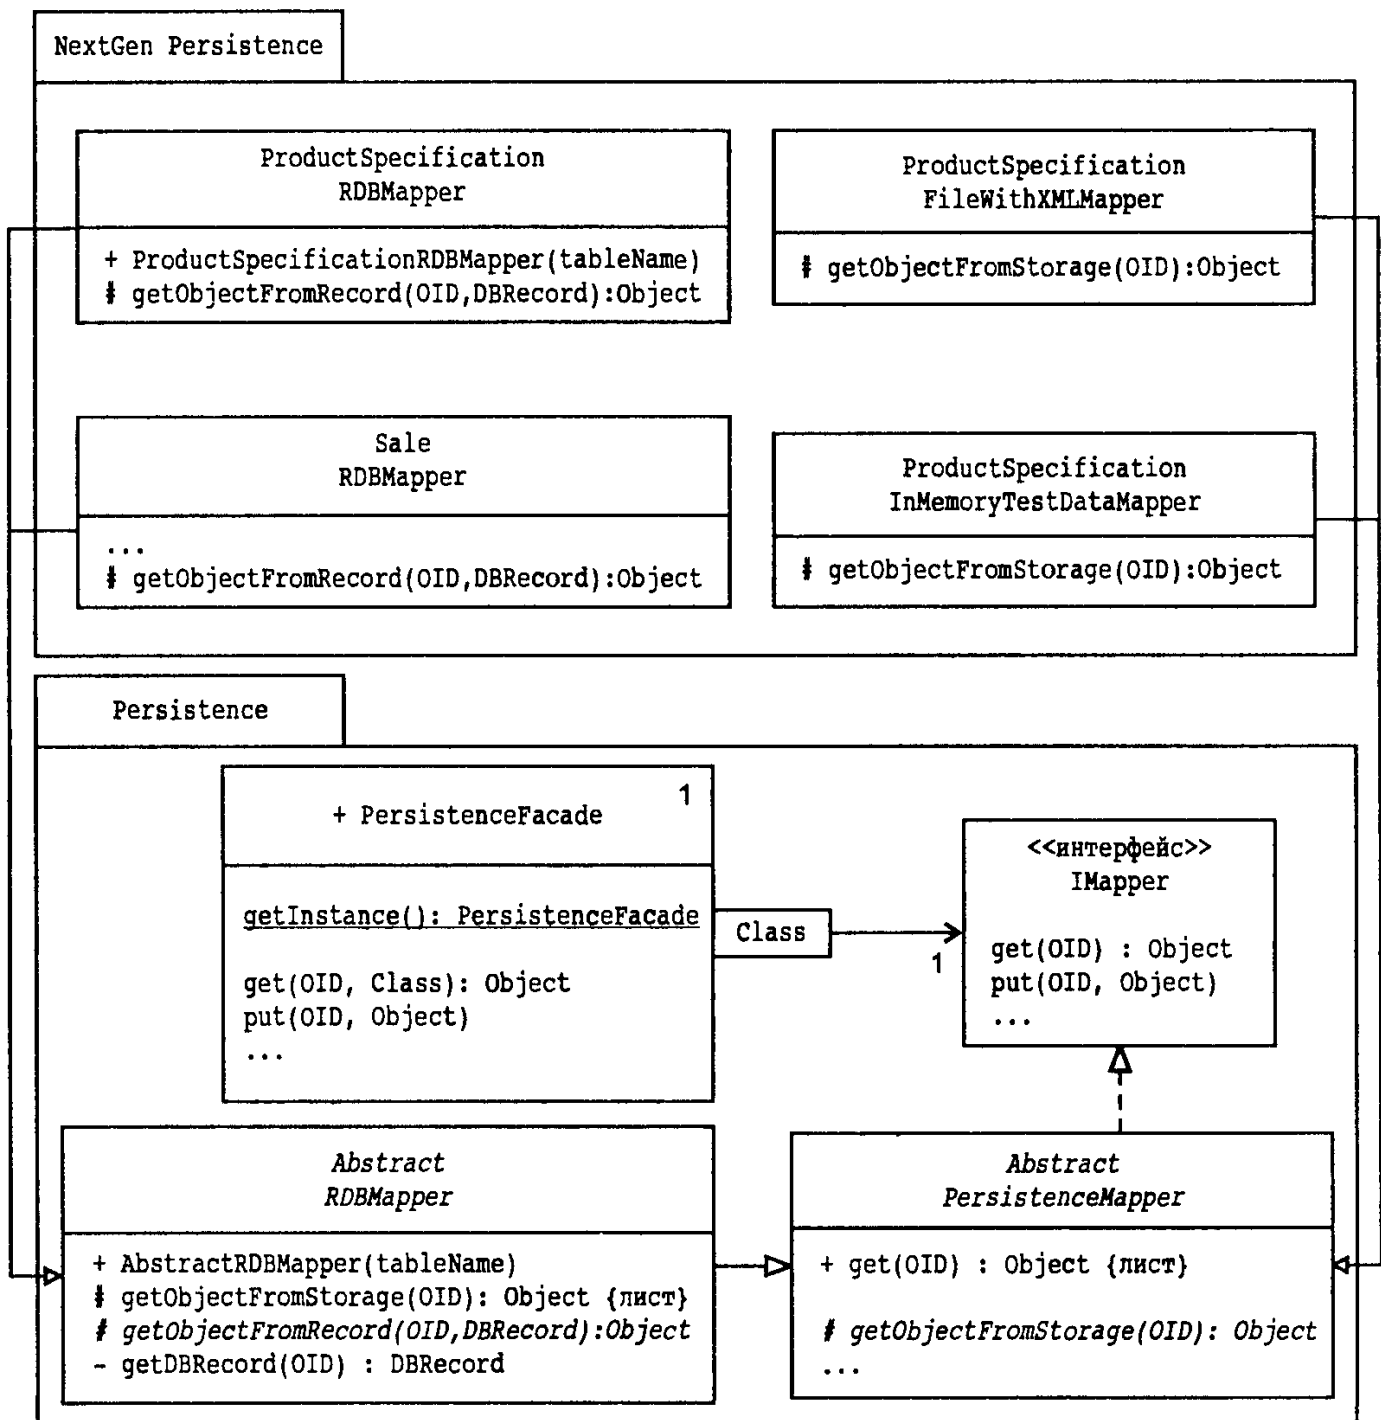 NextGen Persistence
ProductSpecification
RDBMapper
+ ProductSpecificationRDBMapper(tableName)
# getObjectFromRecord(OID,DBRecord):Object
ProductSpecification
FileWithXMLMapper
# getObjectFromStorage(OID):Object
Sale
RDBMapper
...
# getObjectFromRecord(OID,DBRecord):Object
ProductSpecification
InMemoryTestDataMapper
# getObjectFromStorage(OID):Object
Persistence
1
+ PersistenceFacade
getInstance(): PersistenceFacade
get(OID, Class): Object
put(OID, Object)
...
Class
1
<<интерфейс>>
IMapper
get(OID) : Object
put(OID, Object)
...
Abstract
RDBMapper
+ AbstractRDBMapper(tableName)
# getObjectFromStorage(OID): Object {лист}
# getObjectFromRecord(OID,DBRecord):Object
- getDBRecord(OID) : DBRecord
Abstract
PersistenceMapper
+ get(OID) : Object {лист}
# getObjectFromStorage(OID): Object
...